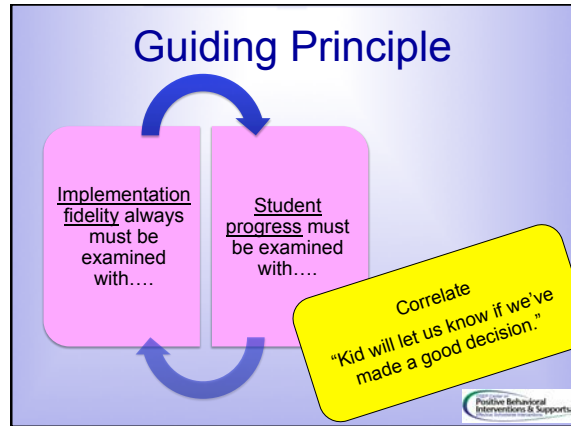 Guiding Principle
Implementation
fidelity always
must be
examined
with….
Student
progress must
be examined
with….
Correlate
“Kid will let us know if we’ve
made a good decision.”
Positive Behavioral
Interventions & Supports